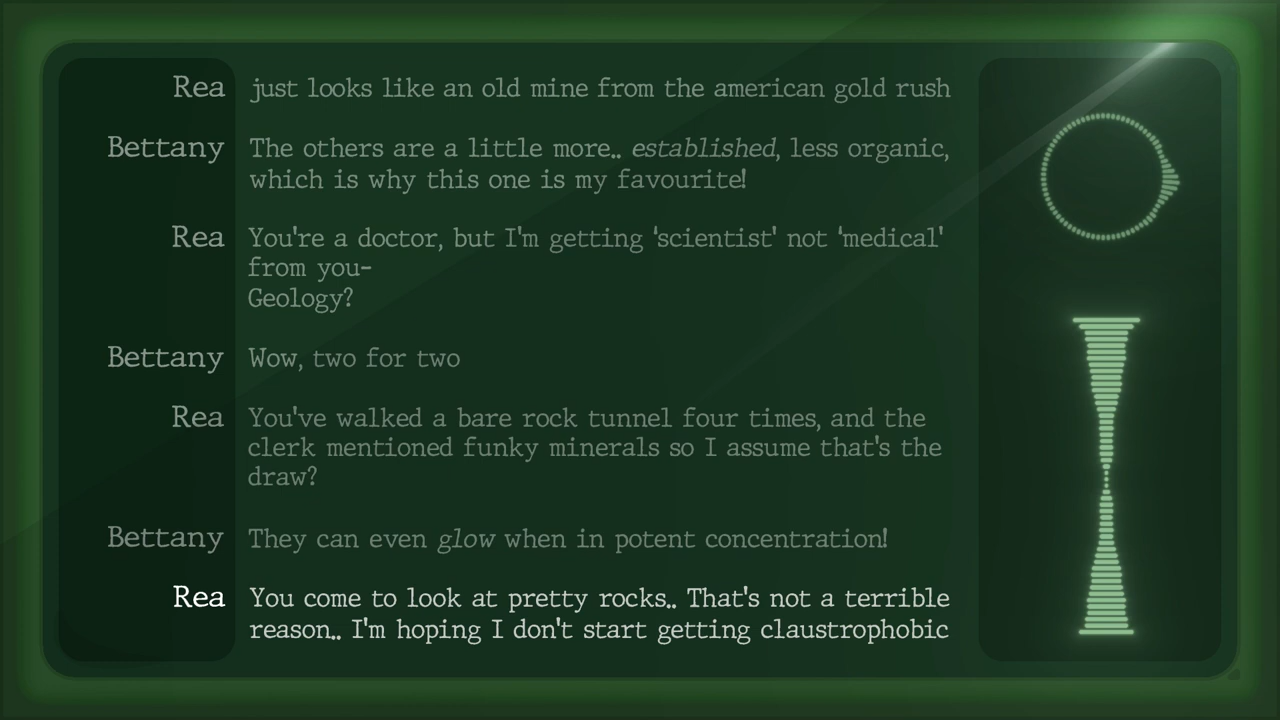 Rea just looks like an old mine from the american gold rush
Bettany The others are a little more.. established, less organic,
which is why this one is my favourite!
Rea You're a doctor, but I'm getting 'scientist' not 'medical'
from you-
Geology?
Bettany Wow, two for two
Rea You've walked a bare rock tunnel four times, and the
clerk mentioned funky minerals so I assume that's the
draw?
Bettany They can even glow when in potent concentration!
Rea You come to look at pretty rocks.. That's not a terrible
reason.. I'm hoping I don't start getting claustrophobic